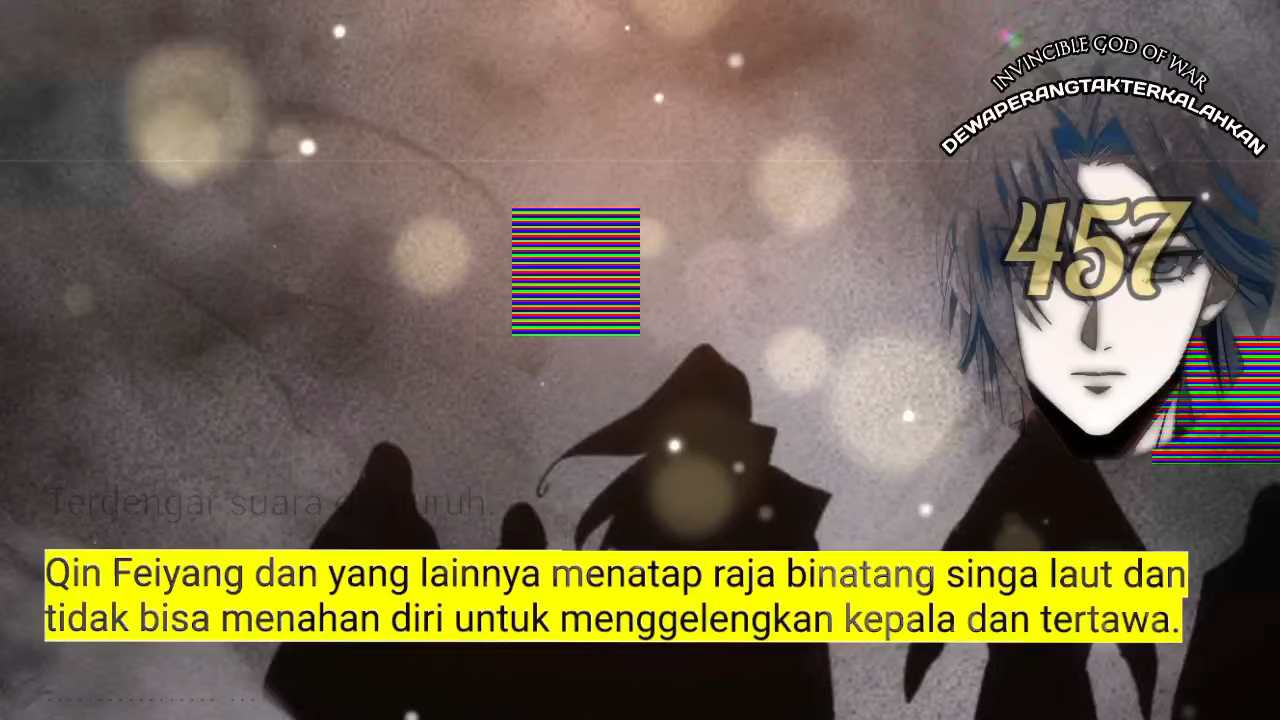 INVINCIBLE GOD OF WAR
DEWAPERANGTAKTERKALAHKAN
457
Terdengar suara gemuruh.
Qin Feiyang dan yang lainnya menatap raja binatang singa laut dan
tidak bisa menahan diri untuk menggelengkan kepala dan tertawa.